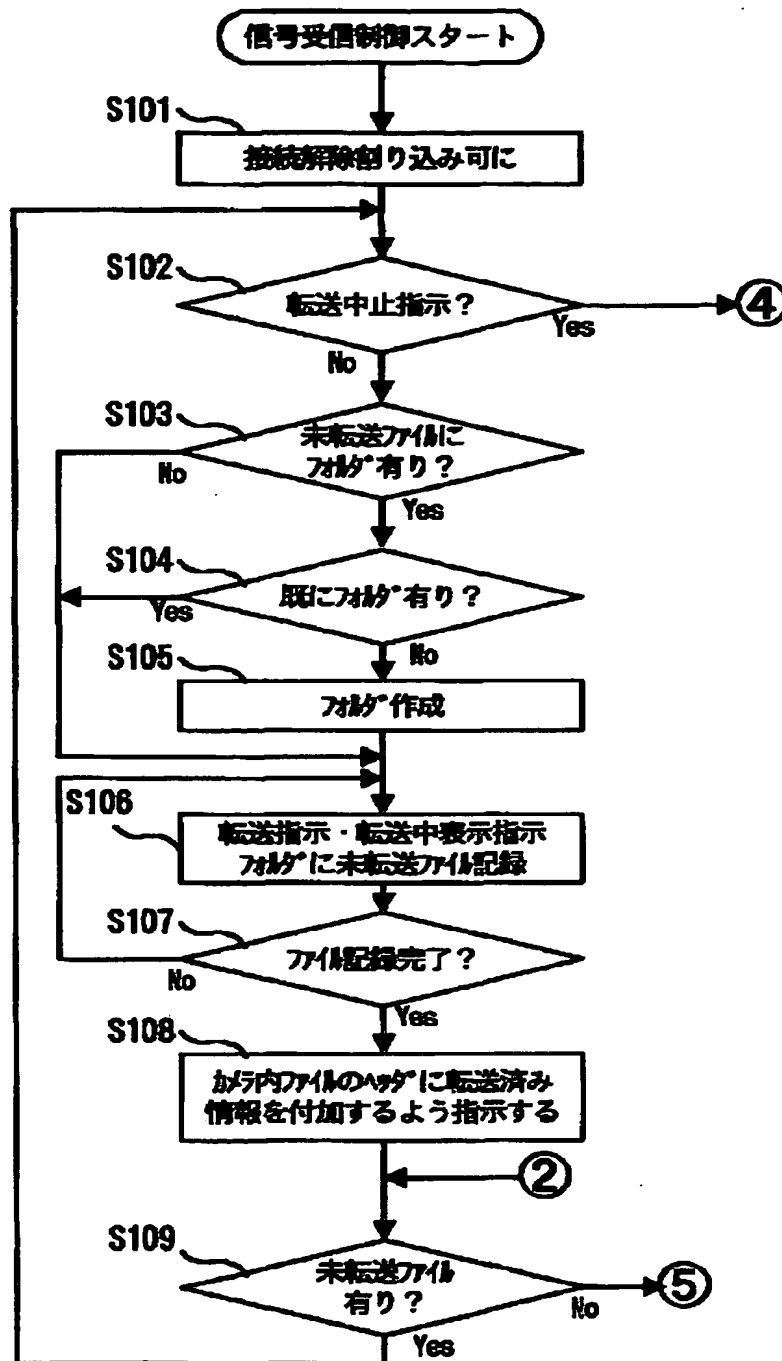 信号受信制御スタート
S101
接続解除割り込み可に
S102
転送中止指示？
Yes
④
No
S103
未転送ファイルに
フォルダ有り？
No
Yes
S104
既にフォルダ有り？
Yes
No
S105
フォルダ作成
S106
転送指示・転送中表示指示
フォルダに未転送ファイル記録
S107
ファイル記録完了？
No
Yes
S108
カメラ内ファイルのヘッダに転送済み
情報を付加するよう指示する
②
S109
未転送ファイル
有り？
No
⑤
Yes